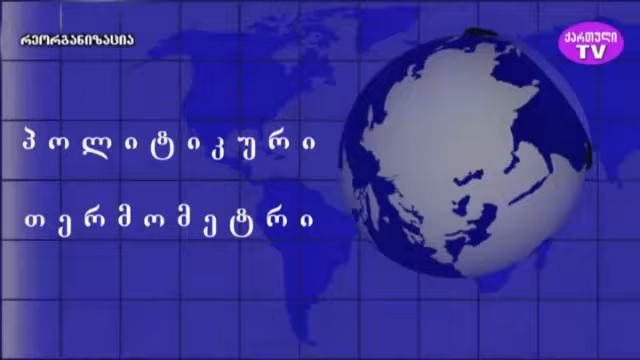 რეორგანიზაცია
ქართული
TV
პოლიტიკური
თერმომეტრი